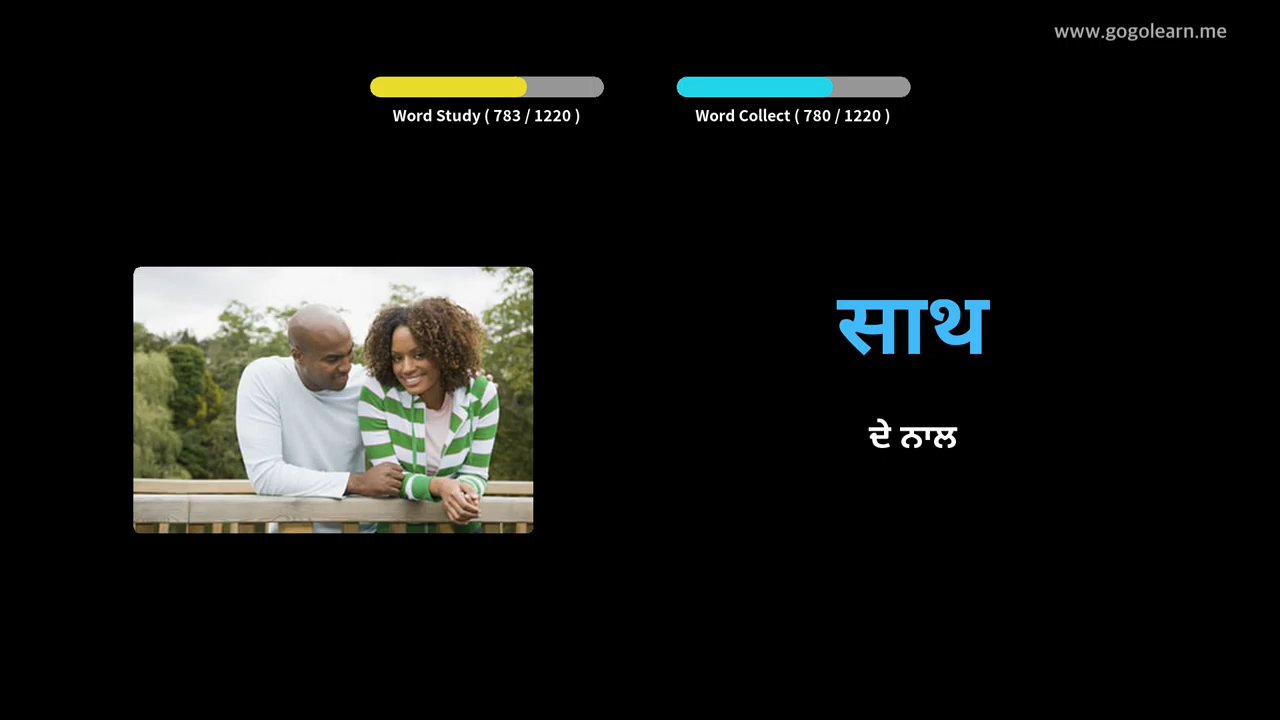 www.gogolearn.me
Word Study ( 783 / 1220 )
Word Collect ( 780 / 1220 )
साथ
ਦੇ ਨਾਲ